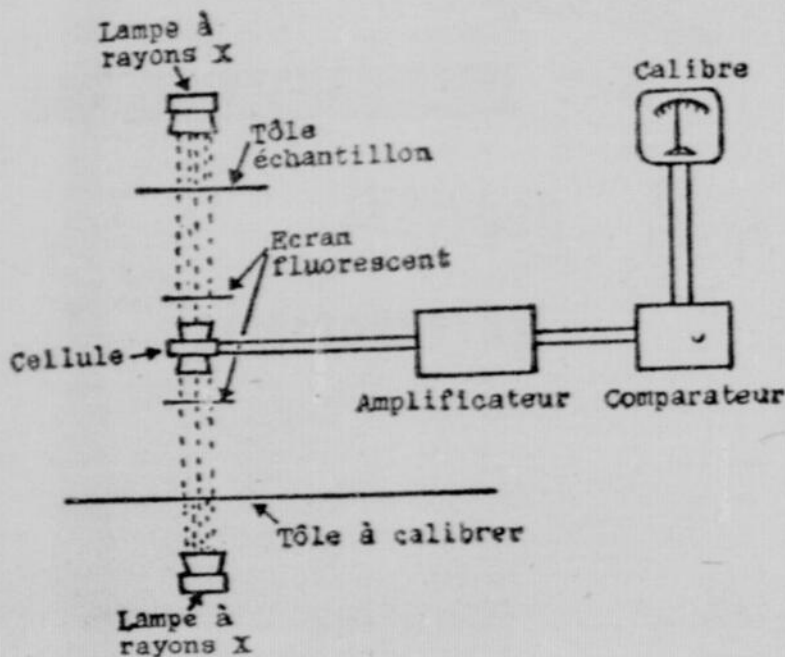 Lampe à
rayons X
Calibre
Tôle
échantillon
Ecran
fluorescent
Cellule
Amplificateur
Comparateur
Tôle à calibrer
Lampe à
rayons X